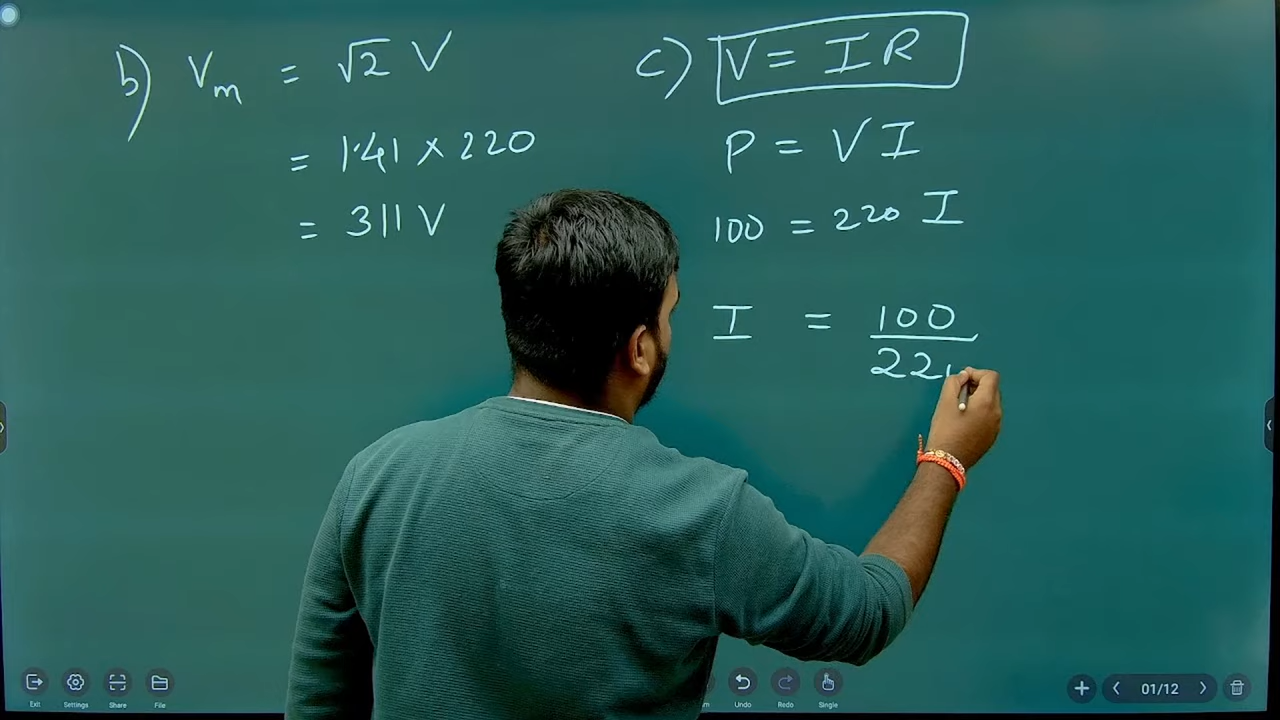 b) Vm = √2 V
= 1.41 × 220
= 311 V
c) V = IR
P = VI
100 = 220 I
I = 100
Exit
Settings
Share
File
Undo
Redo
Single
01/12